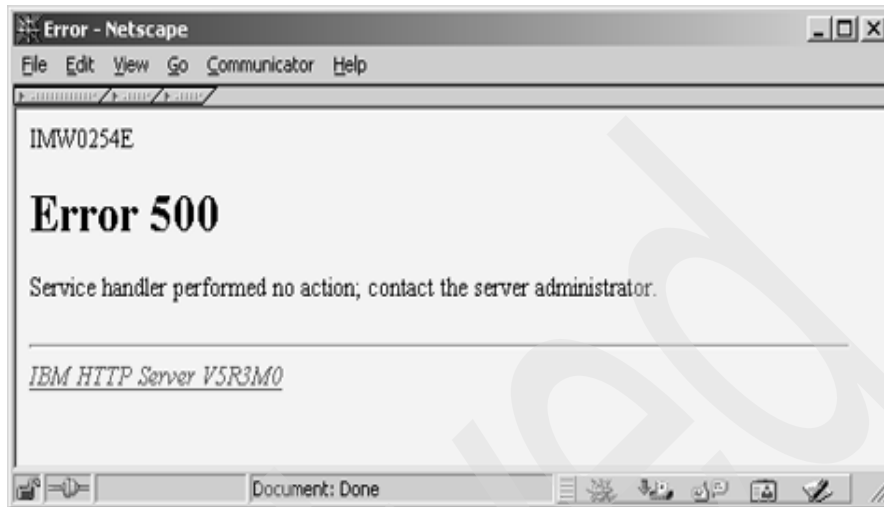 Error - Netscape
File Edit View Go Communicator Help
IMW0254E
Error 500
Service handler performed no action; contact the server administrator.
IBM HTTP Server V5R3M0
Document: Done